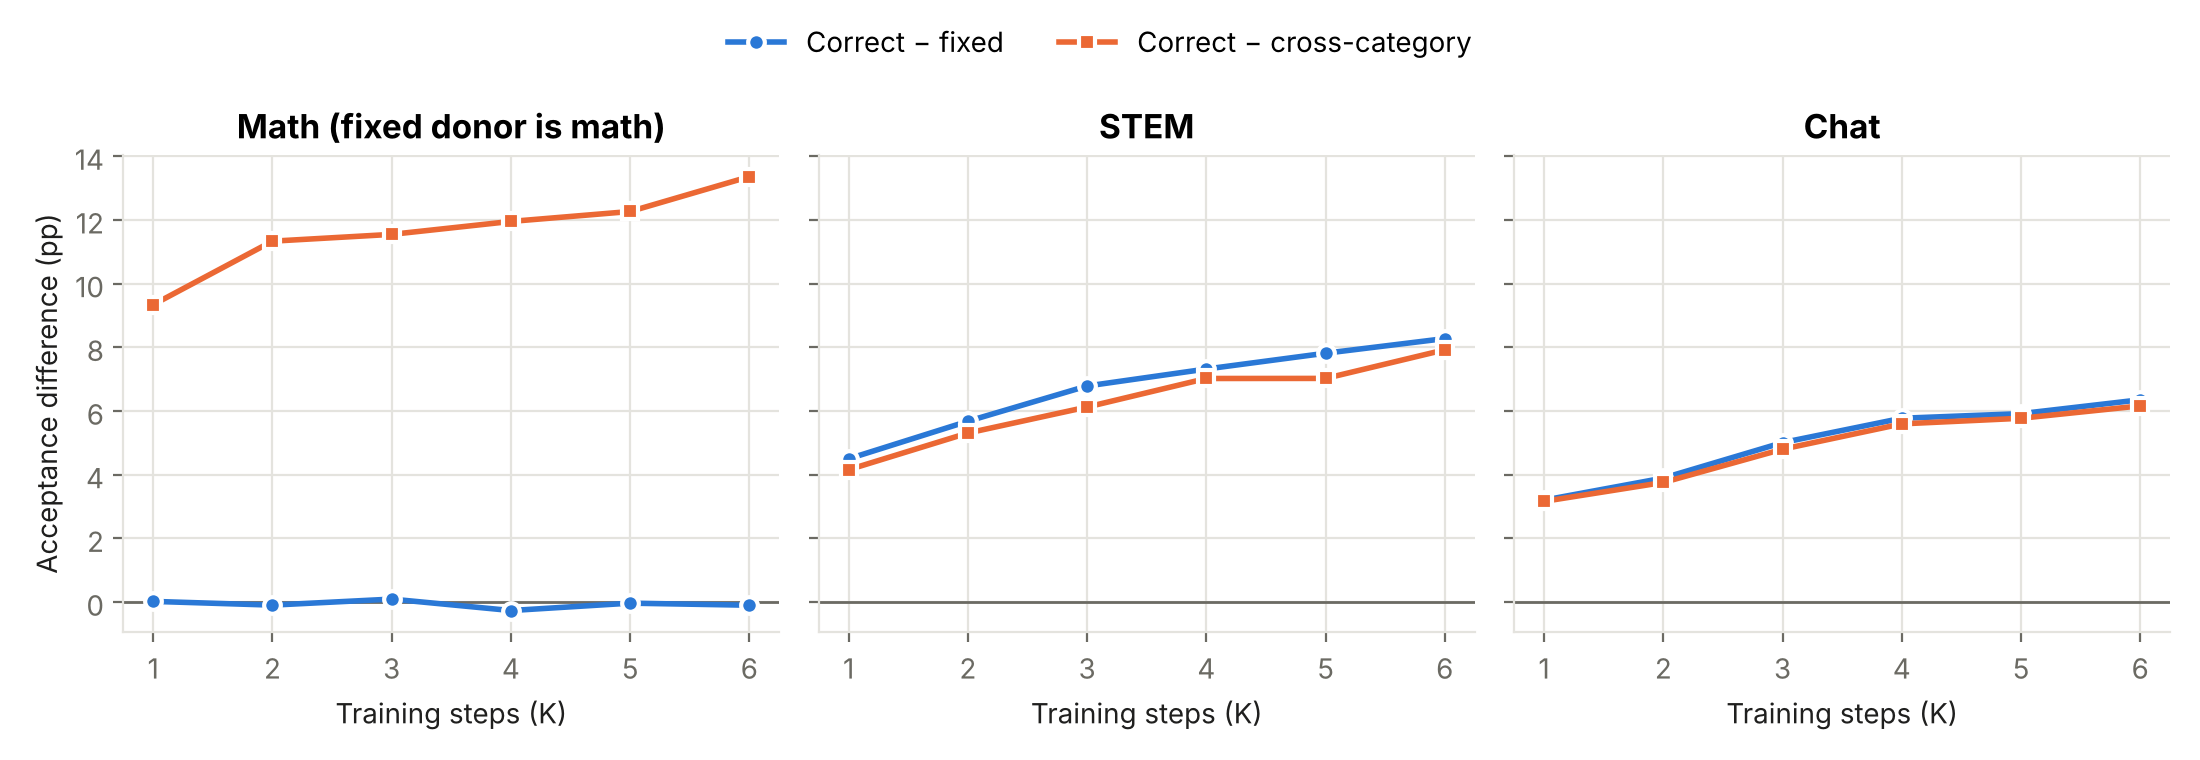 Correct – fixed
Correct – cross-category
Math (fixed donor is math)
STEM
Chat
Acceptance difference (pp)
14
12
10
8
6
4
2
0
1 2 3 4 5 6
1 2 3 4 5 6
1 2 3 4 5 6
Training steps (K)
Training steps (K)
Training steps (K)